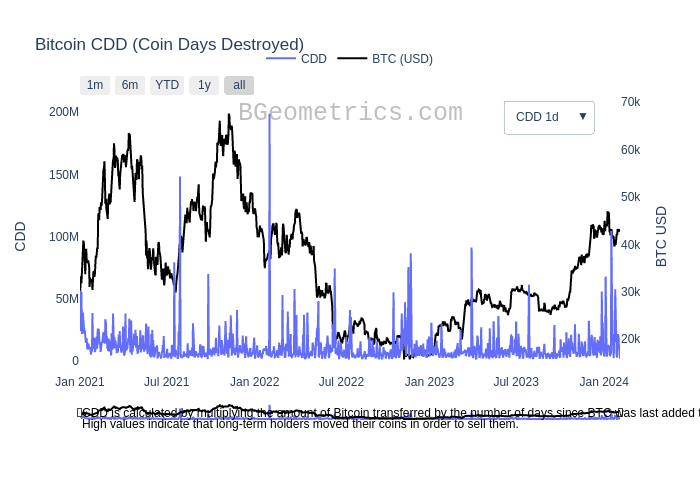 Bitcoin CDD (Coin Days Destroyed)
CDD BTC (USD)
1m 6m YTD 1y all
BGeometrics.com
CDD 1d ▼
200M
150M
100M
50M
0
CDD
70k
60k
50k
40k
30k
20k
BTC USD
Jan 2021 Jul 2021 Jan 2022 Jul 2022 Jan 2023 Jul 2023 Jan 2024
CDD is calculated by multiplying the amount of Bitcoin transferred by the number of days since BTC was last added t
High values indicate that long-term holders moved their coins in order to sell them.